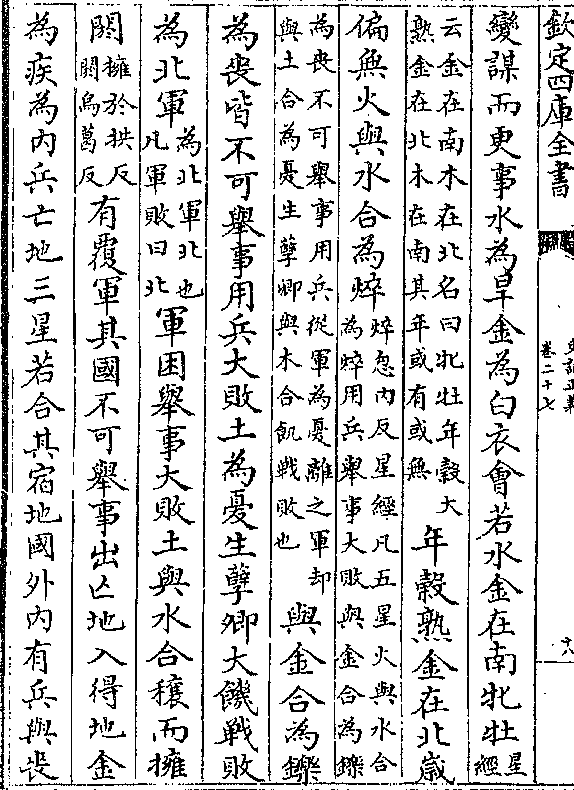 欽定四庫全書
史記正義
卷二十七
十八
變謀而更事水為旱金為白衣會若水金在南牝牡星經
云金在南木在北名曰牝牡年穀大熟金在北木在南其年或有或無年穀熟金在北歲
偏無火與水合為焠焠忽內反星經凡五星火與水合為焠用兵舉事大敗與金合為鑠
為喪不可舉事用兵從軍為憂離之軍却與土合為憂生孽卿與木合飢戰敗也與金合為鑠
為喪皆不可舉事用兵大敗土為憂生孽卿大饑戰敗
為北軍為北軍北也凡軍敗曰北軍困舉事大敗土與水合穰而擁
閼擁於拱反閼烏葛反有覆軍其國不可舉事出亡地入得地金
為疾為內兵亡地三星若合其宿地國外內有兵與喪